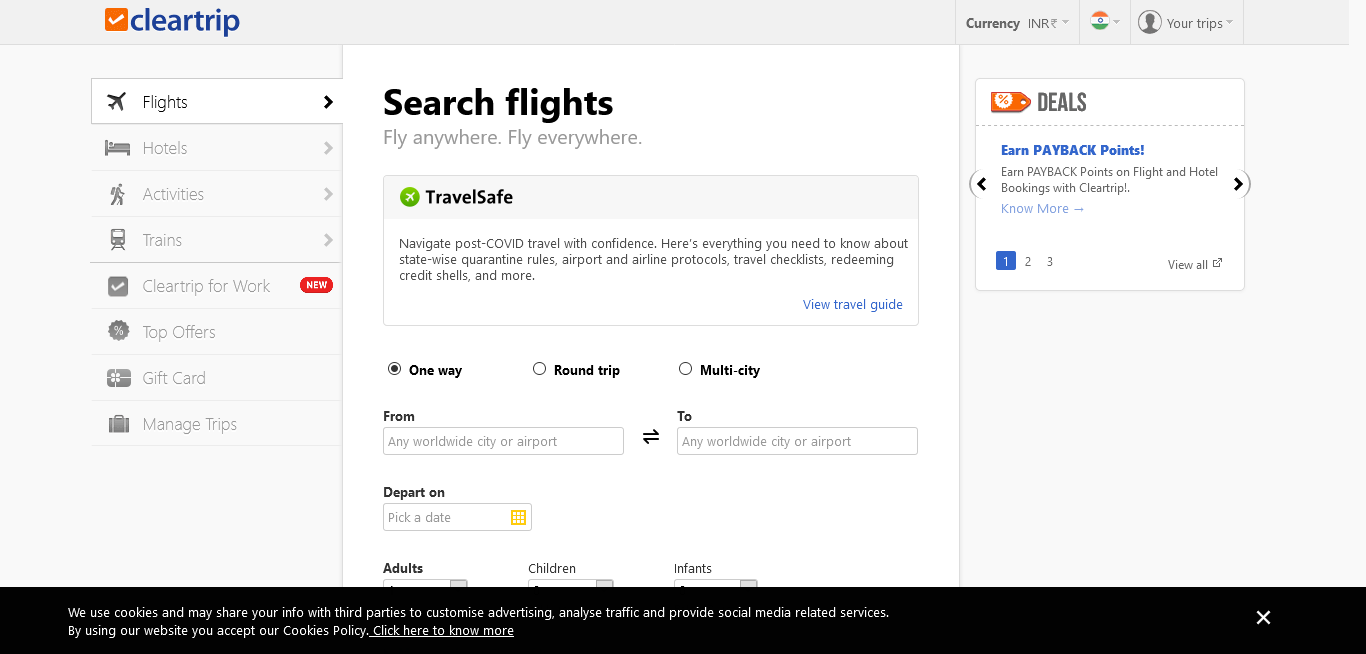 cleartrip
Currency INR₹
Your trips
Flights
Hotels
Activities
Trains
Cleartrip for Work NEW
Top Offers
Gift Card
Manage Trips
Search flights
Fly anywhere. Fly everywhere.
TravelSafe
Navigate post-COVID travel with confidence. Here's everything you need to know about
state-wise quarantine rules, airport and airline protocols, travel checklists, redeeming
credit shells, and more.
View travel guide
One way Round trip Multi-city
From To
Any worldwide city or airport Any worldwide city or airport
Depart on
Pick a date
Adults Children Infants
% DEALS
Earn PAYBACK Points!
Earn PAYBACK Points on Flight and Hotel
Bookings with Cleartrip!.
Know More →
1 2 3 View all
We use cookies and may share your info with third parties to customise advertising, analyse traffic and provide social media related services.
By using our website you accept our Cookies Policy. Click here to know more